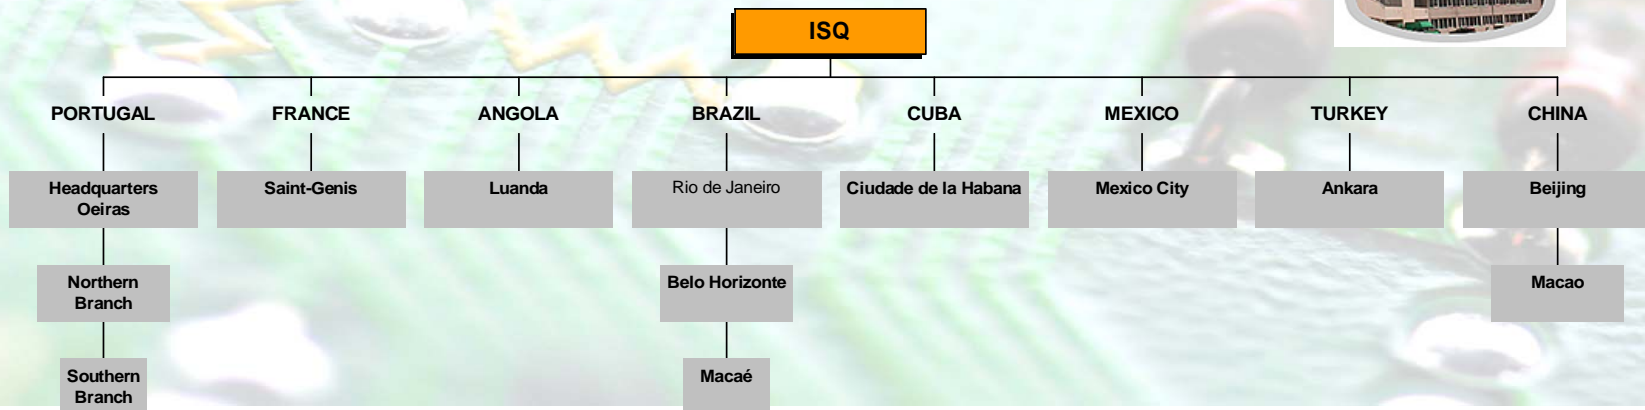 ISQ
PORTUGAL
FRANCE
ANGOLA
BRAZIL
CUBA
MEXICO
TURKEY
CHINA
Headquarters
Oeiras
Saint-Genis
Luanda
Rio de Janeiro
Ciudade de la Habana
Mexico City
Ankara
Beijing
Northern
Branch
Belo Horizonte
Macao
Southern
Branch
Macaé